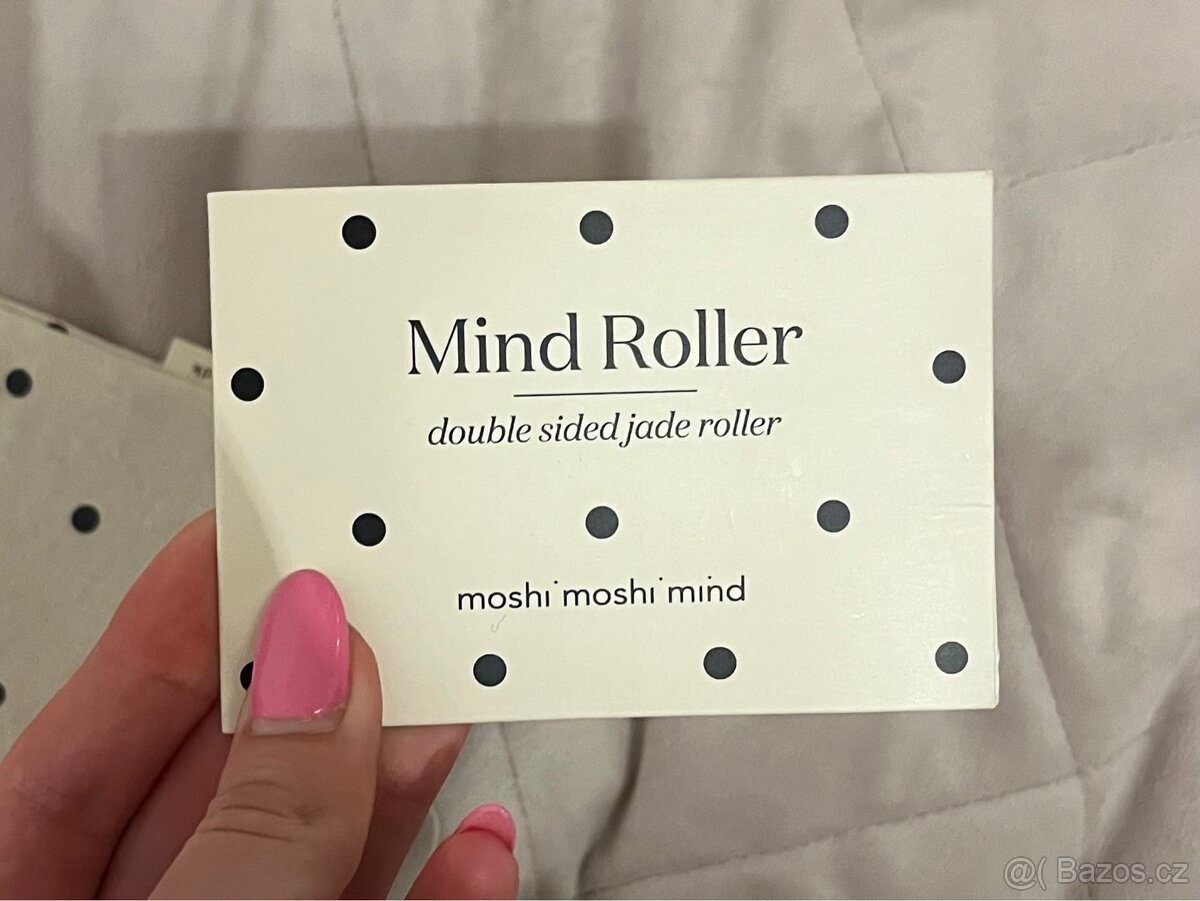 Mind Roller
double sided jade roller
moshi moshi mind
@( Bazos.cz